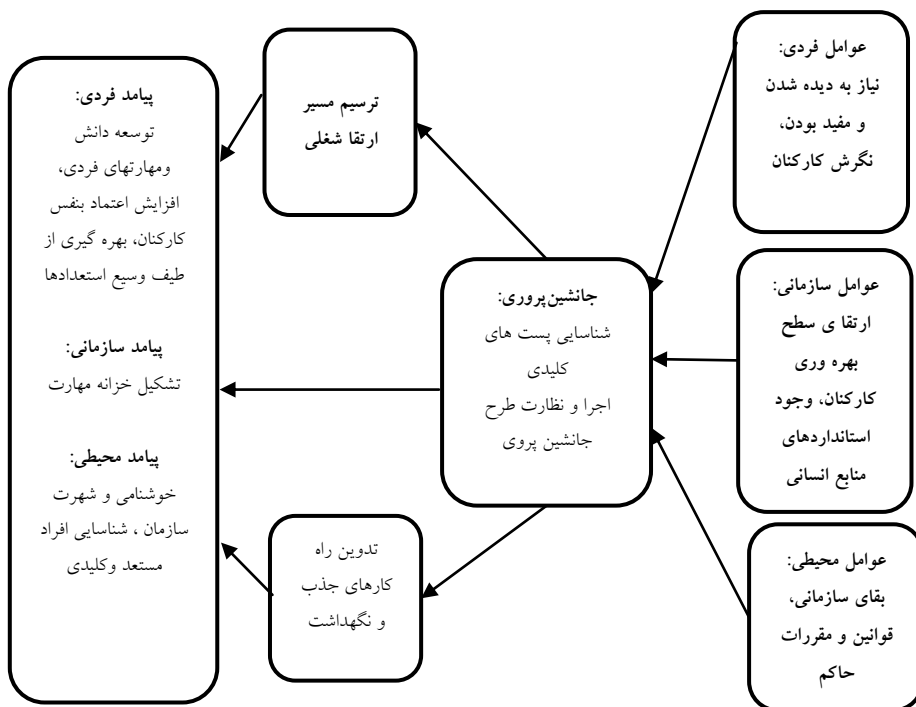 عوامل فردی:
نیاز به دیده شدن
و مفید بودن،
نگرش کارکنان
عوامل سازمانی:
ارتقا ی سطح
بهره وری
کارکنان، وجود
استانداردهای
منابع انسانی
عوامل محیطی:
بقای سازمانی،
قوانین و مقررات
حاکم
جانشین‌پروری:
شناسایی پست های
کلیدی
اجرا و نظارت طرح
جانشین پروی
ترسیم مسیر
ارتقا شغلی
تدوین راه
کارهای جذب
و نگهداشت
پیامد فردی:
توسعه دانش
ومهارتهای فردی،
افزایش اعتماد بنفس
کارکنان، بهره گیری از
طیف وسیع استعدادها
پیامد سازمانی:
تشکیل خزانه مهارت
پیامد محیطی:
خوشنامی و شهرت
سازمان ، شناسایی افراد
مستعد وکلیدی